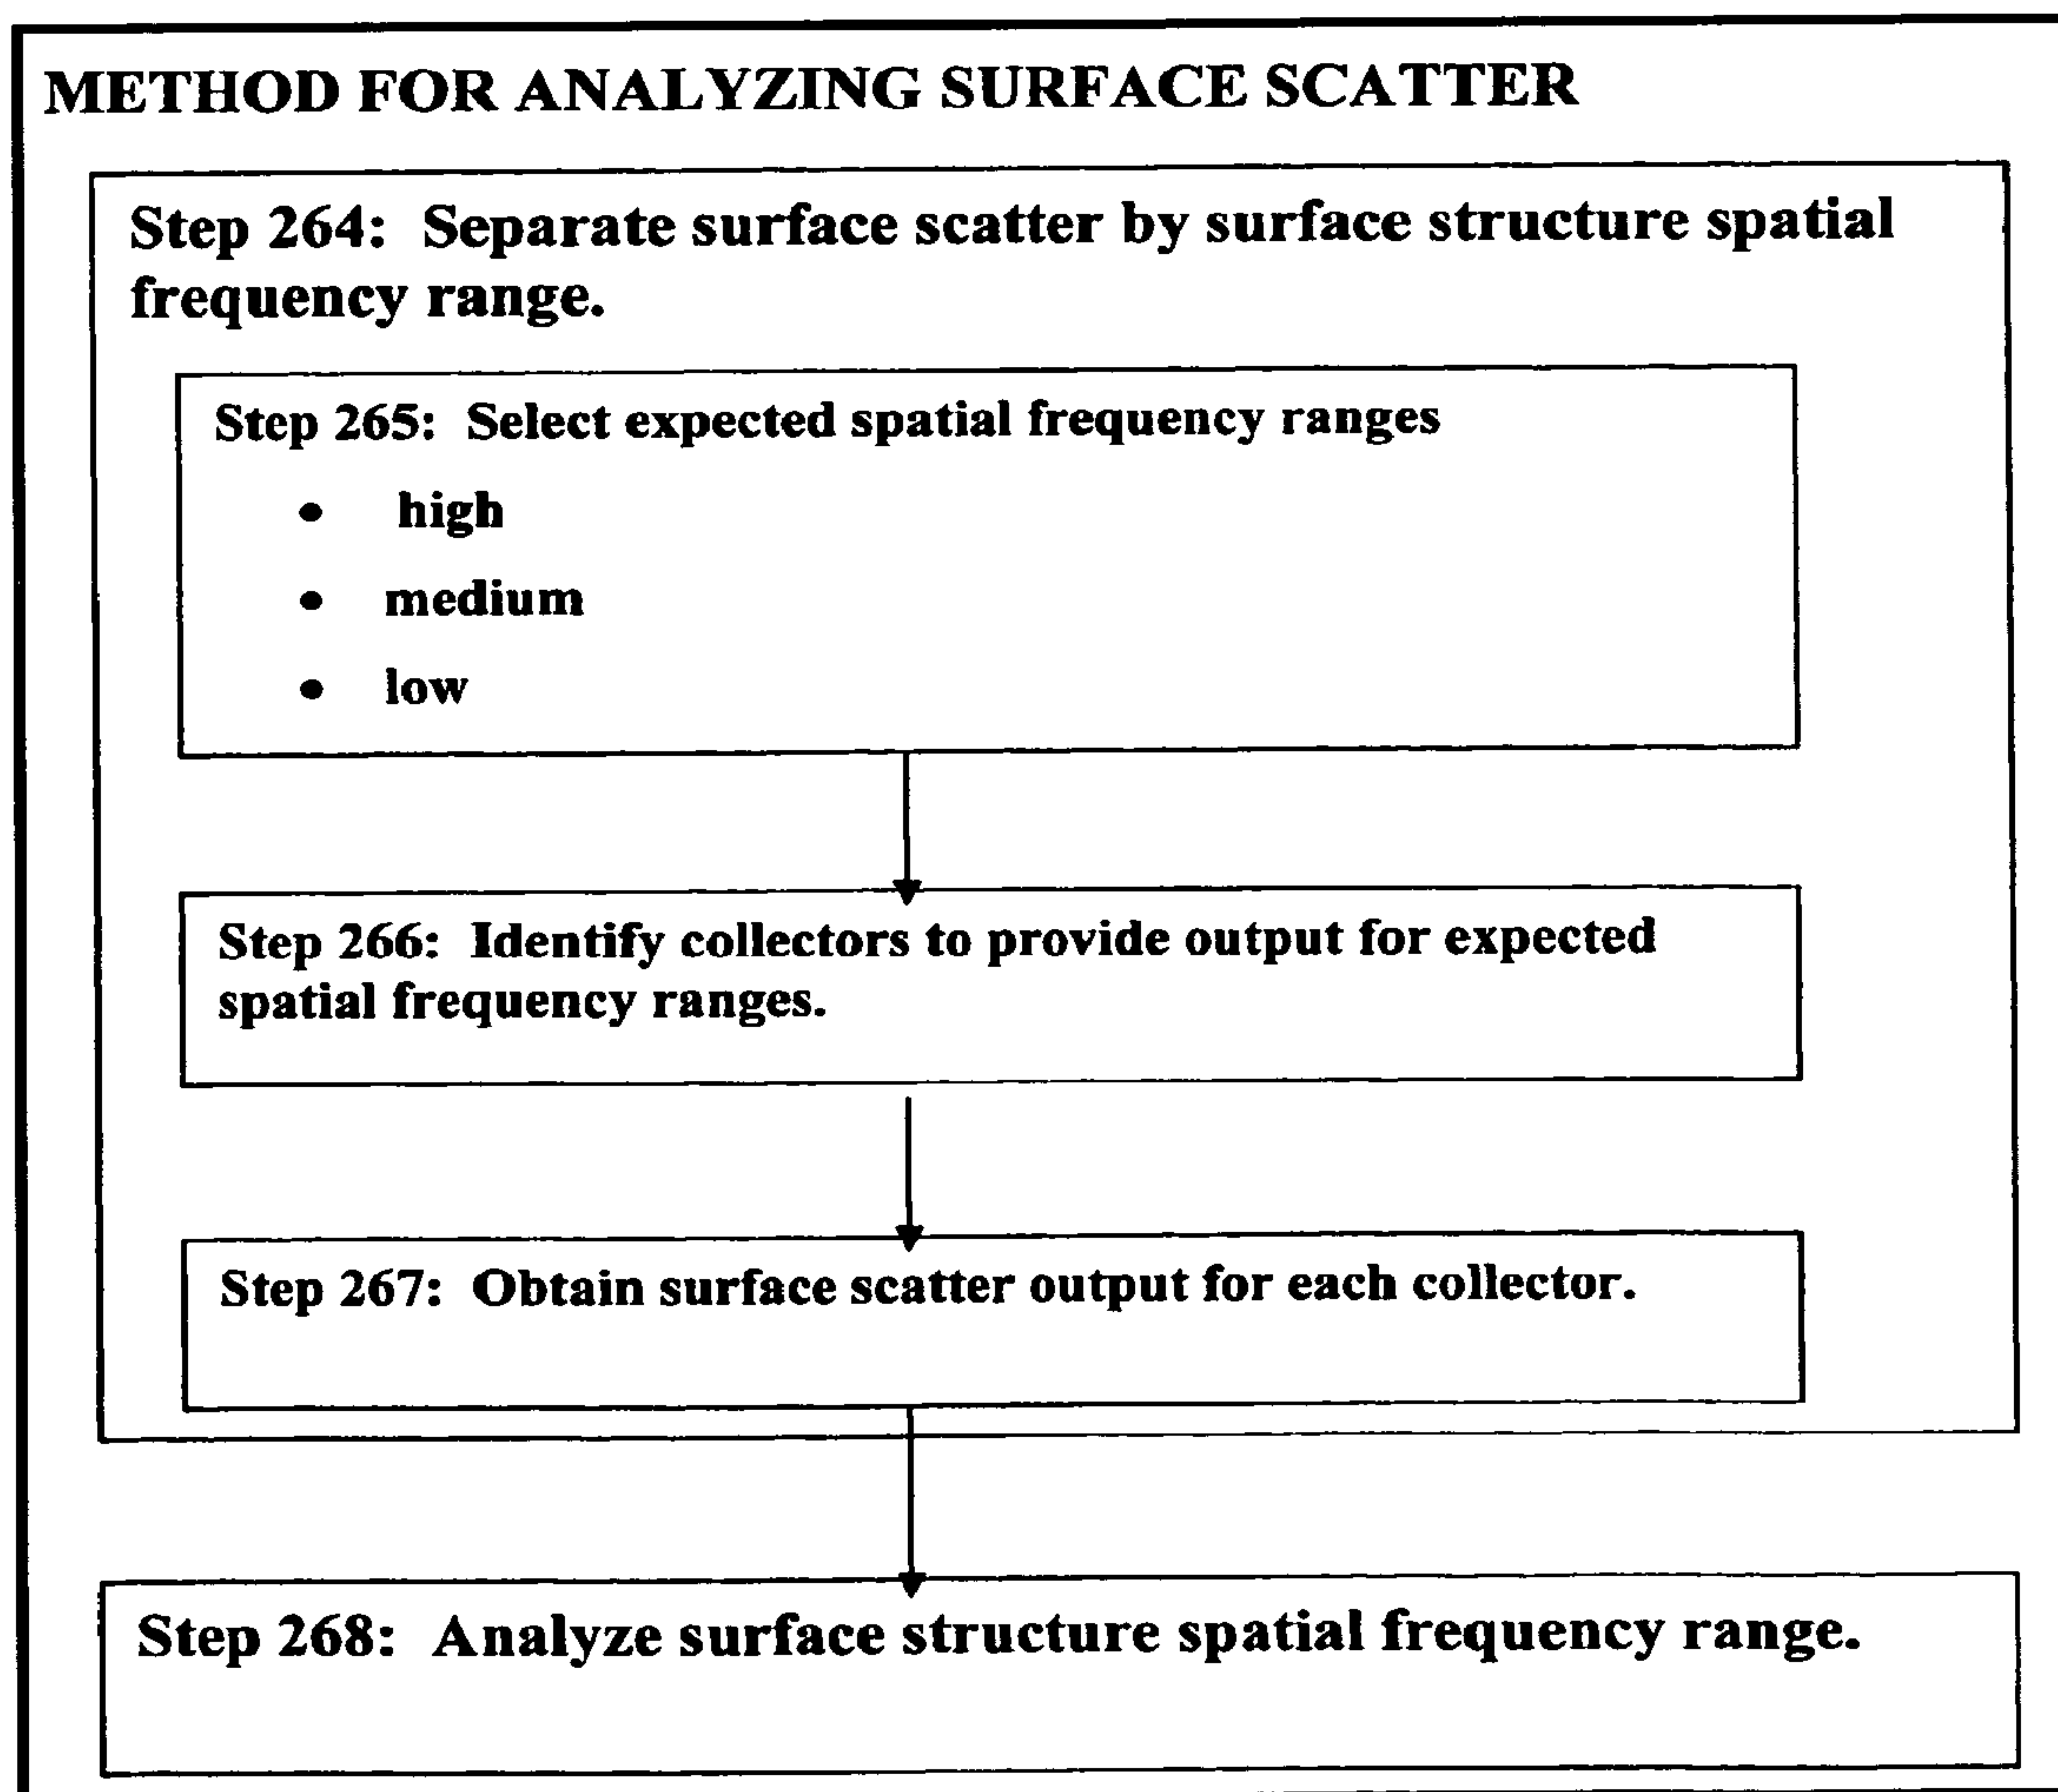 METHOD FOR ANALYZING SURFACE SCATTER
Step 264: Separate surface scatter by surface structure spatial
frequency range.
Step 265: Select expected spatial frequency ranges
• high
• medium
• low
Step 266: Identify collectors to provide output for expected
spatial frequency ranges.
Step 267: Obtain surface scatter output for each collector.
Step 268: Analyze surface structure spatial frequency range.